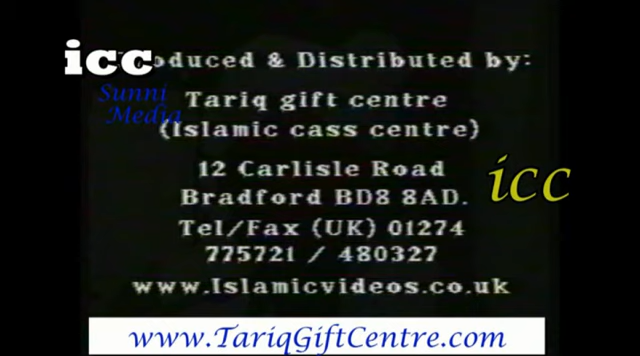 icc
Produced & Distributed by:
Sunni
Media
Tariq gift centre
(Islamic cass centre)
12 Carlisle Road
icc
Bradford BD8 8AD.
Tel/Fax (UK) 01274
775721 / 480327
www.Islamicvideos.co.uk
www.TariqGiftCentre.com